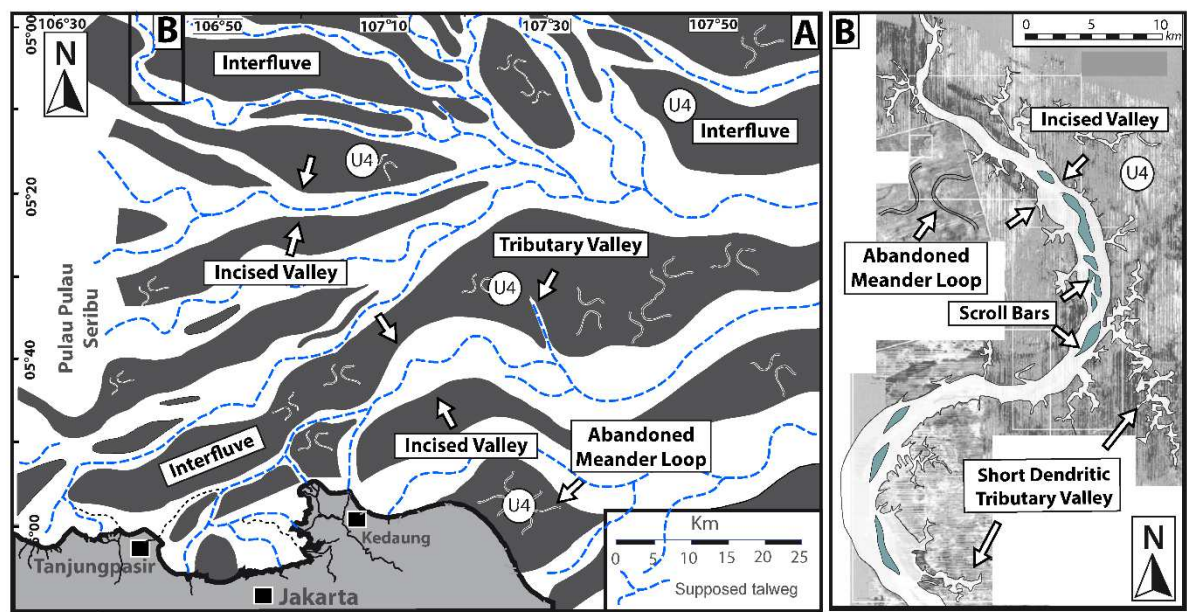 106°30
B
106°50
107°10
107°30
107°50
A
05°00
N
Interfluve
U4
Interfluve
U4
05°20
Incised Valley
Tributary Valley
U4
Pulau Pulau
Seribu
05°40
Incised Valley
Abandoned
Meander Loop
Interfluve
U4
°00
Tanjungpasir
Kedaung
Jakarta
Km
0 5 10 15 20 25
Supposed talweg
B
0 5 10
km
N
Incised Valley
U4
Abandoned
Meander Loop
Scroll Bars
Short Dendritic
Tributary Valley
N